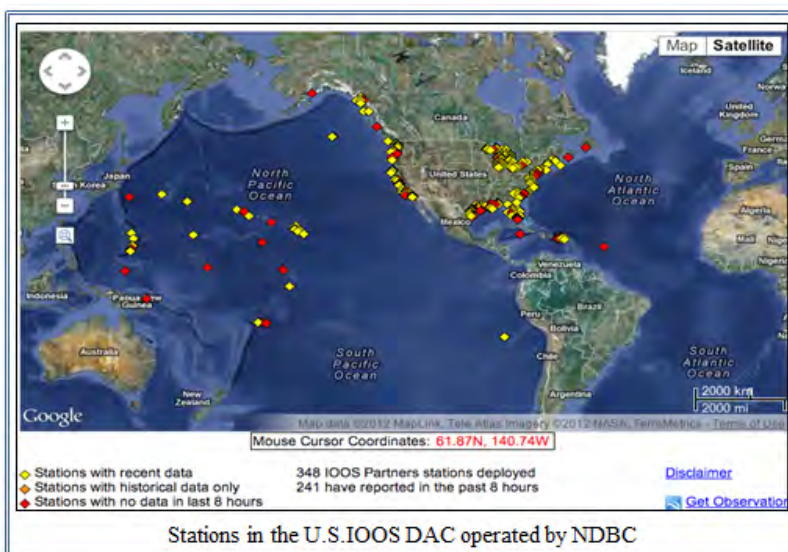 Map Satellite
Iceland
Norway
Canada
United Kingdom
North Pacific Ocean
Japan
South Korea
United States
North Atlantic Ocean
Spain
France
Germany
Mexico
Algeria
Mali
Niger
Nigeria
Venezuela
Colombia
Indonesia
Papua New Guinea
Peru
Brazil
Bolivia
Australia
South Pacific Ocean
Chile
South Atlantic Ocean
Argentina
New Zealand
2000 km
2000 mi
Google
Map data ©2012 MapLink, Tele Atlas Imagery ©2012 NASA, TerraMetrics - Terms of Use
Mouse Cursor Coordinates: 61.87N, 140.74W
Stations with recent data
348 IOOS Partners stations deployed
Disclaimer
Stations with historical data only
241 have reported in the past 8 hours
Stations with no data in last 8 hours
Get Observation
Stations in the U.S.IOOS DAC operated by NDBC